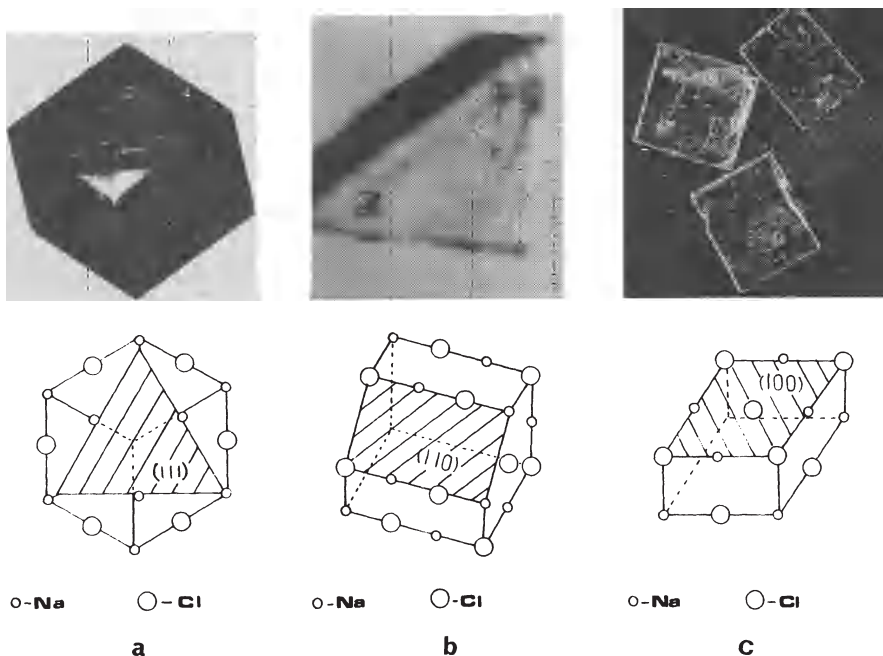 (111)
(110)
(100)
o-Na
O-Cl
o-Na
O-Cl
o-Na
O-Cl
a
b
c